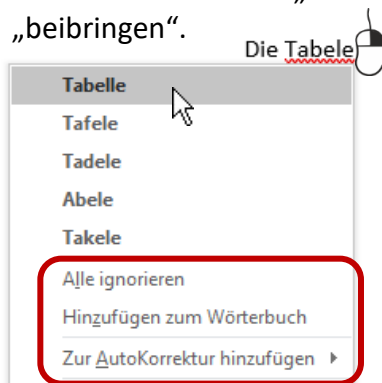 „
„beibringen“.
Die Tabele
Tabelle
Tafele
Tadele
Abele
Takele
Alle ignorieren
Hinzufügen zum Wörterbuch
Zur AutoKorrektur hinzufügen